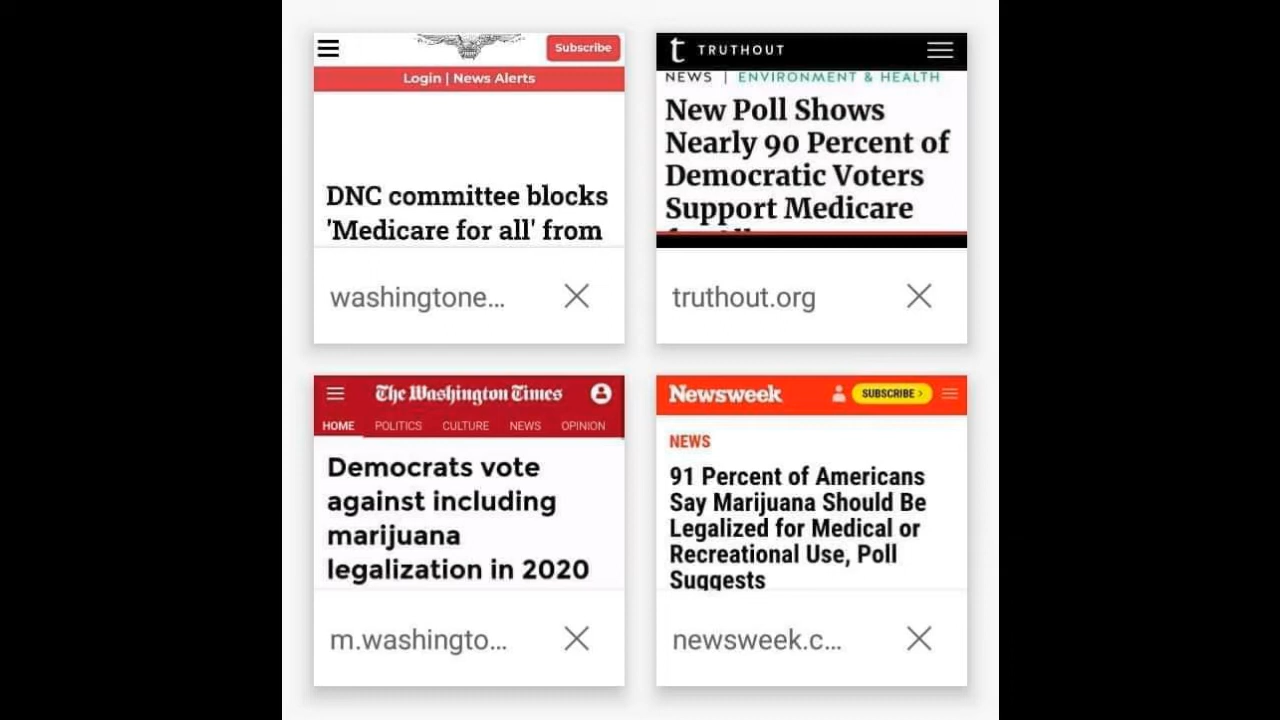 Subscribe
Login | News Alerts
DNC committee blocks
'Medicare for all' from
washingtone...
t TRUTHOUT
NEWS | ENVIRONMENT & HEALTH
New Poll Shows
Nearly 90 Percent of
Democratic Voters
Support Medicare
truthout.org
The Washington Times
HOME POLITICS CULTURE NEWS OPINION
Democrats vote
against including
marijuana
legalization in 2020
m.washingto...
Newsweek SUBSCRIBE >
NEWS
91 Percent of Americans
Say Marijuana Should Be
Legalized for Medical or
Recreational Use, Poll
Suggests
newsweek.c...